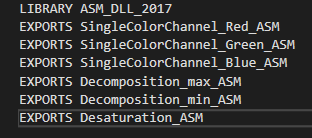 LIBRARY ASM_DLL_2017
EXPORTS SingleColorChannel_Red_ASM
EXPORTS SingleColorChannel_Green_ASM
EXPORTS SingleColorChannel_Blue_ASM
EXPORTS Decomposition_max_ASM
EXPORTS Decomposition_min_ASM
EXPORTS Desaturation_ASM